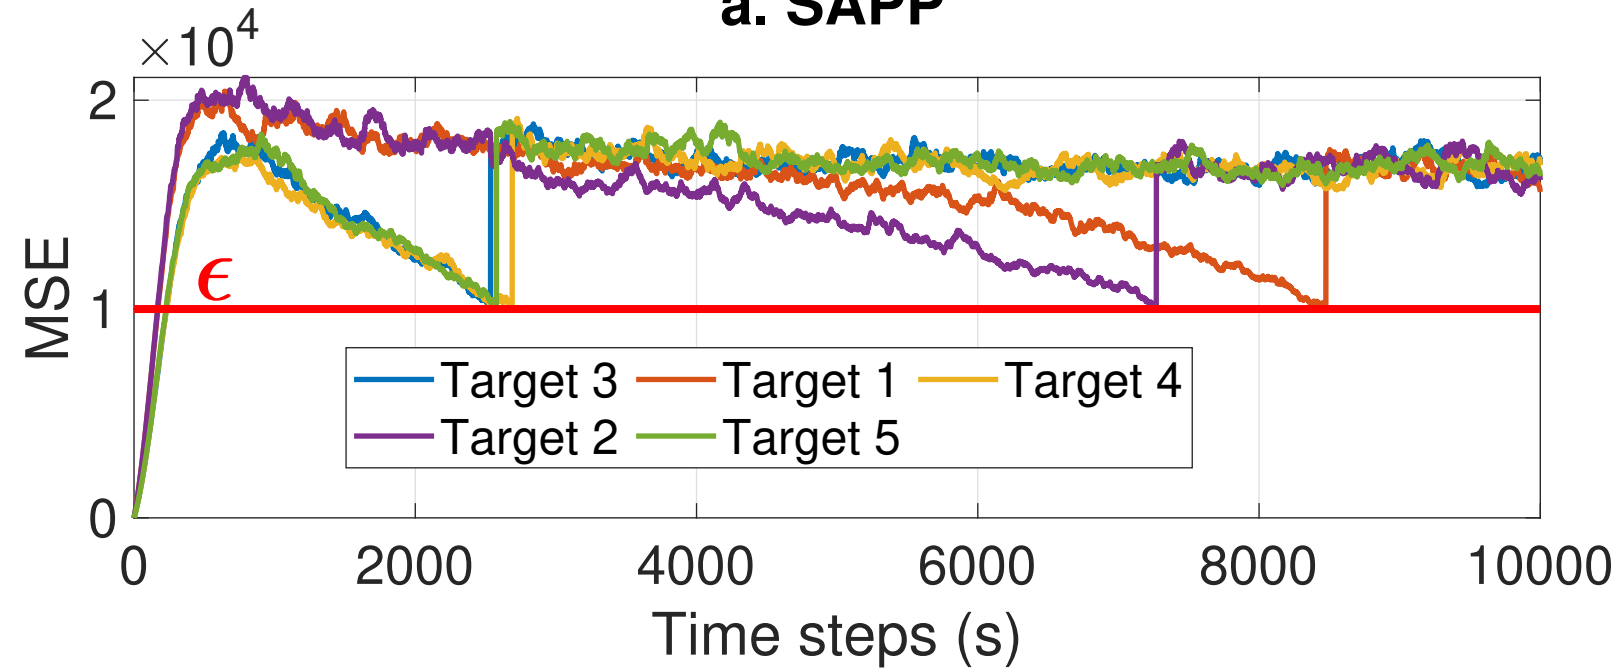 a. SAPP
×10^4
2
1
0
MSE
ϵ
Target 3 Target 1 Target 4
Target 2 Target 5
0 2000 4000 6000 8000 10000
Time steps (s)